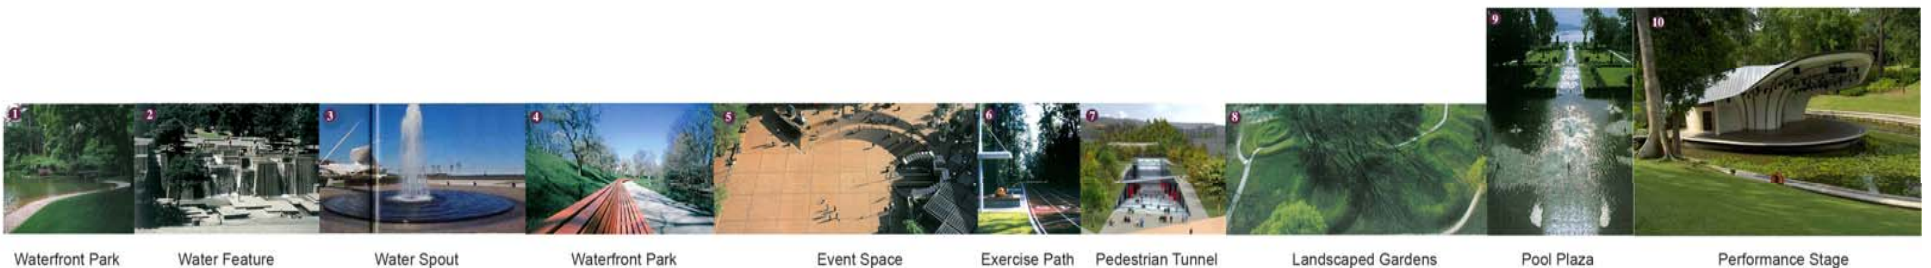 1
2
3
4
5
6
7
8
9
10
Waterfront Park
Water Feature
Water Spout
Waterfront Park
Event Space
Exercise Path
Pedestrian Tunnel
Landscaped Gardens
Pool Plaza
Performance Stage